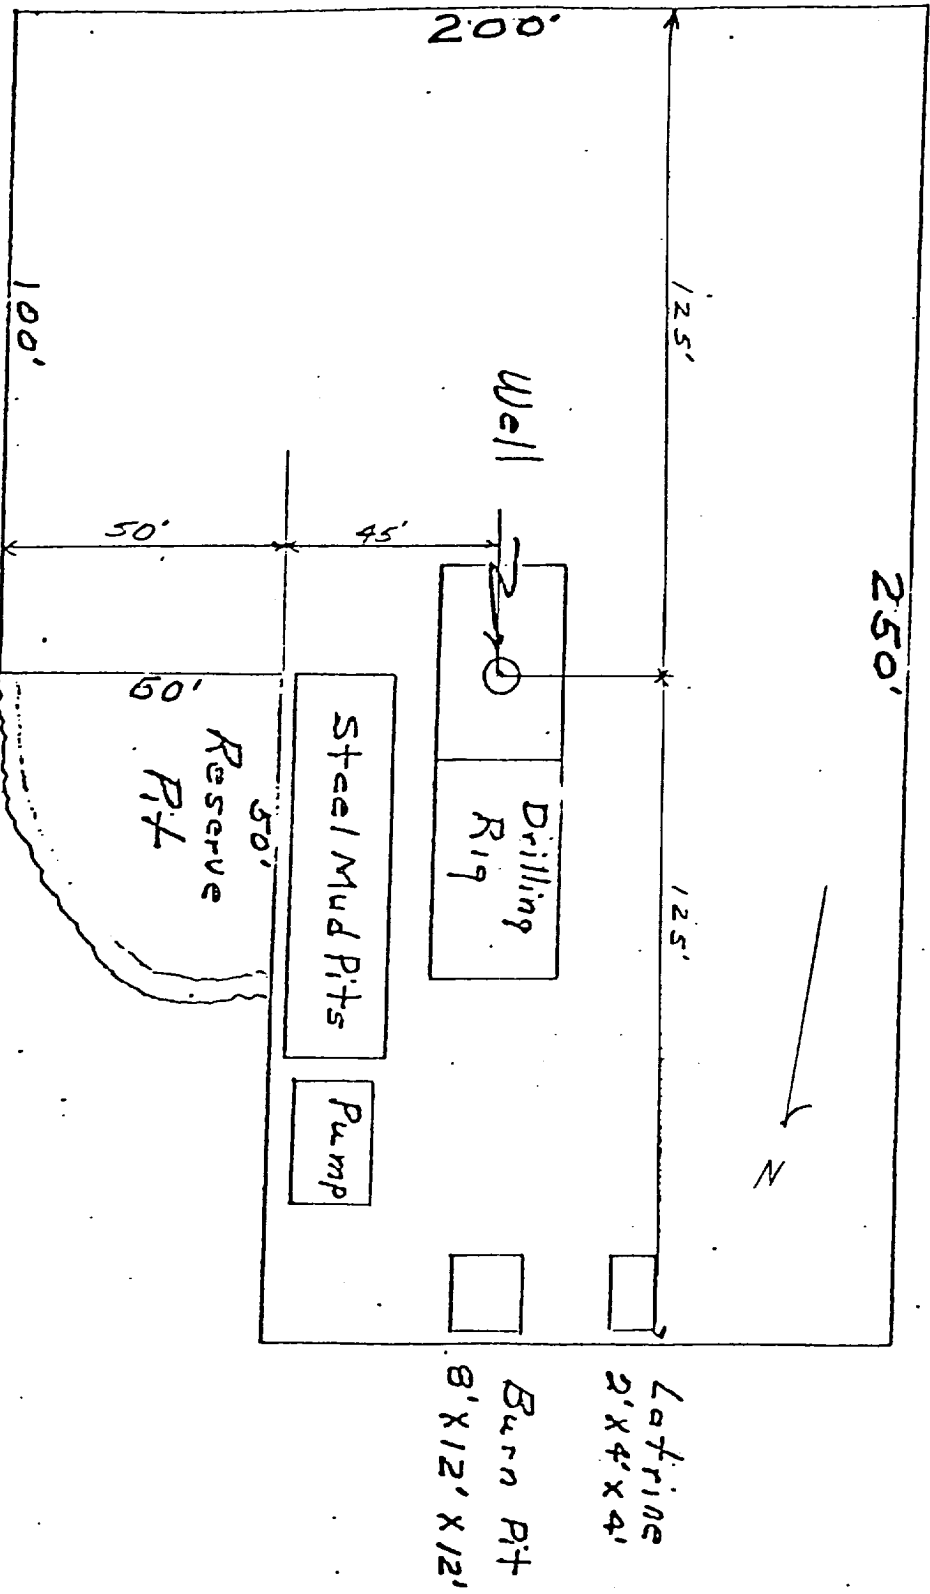 200'
250'
125'
125'
100'
Well
50'
45'
60'
50'
Reserve
Pit
Steel Mud Pits
Drilling
Rig
Pump
N
Latrine
2'x4'x4'
Burn Pit
8'X12'X12'